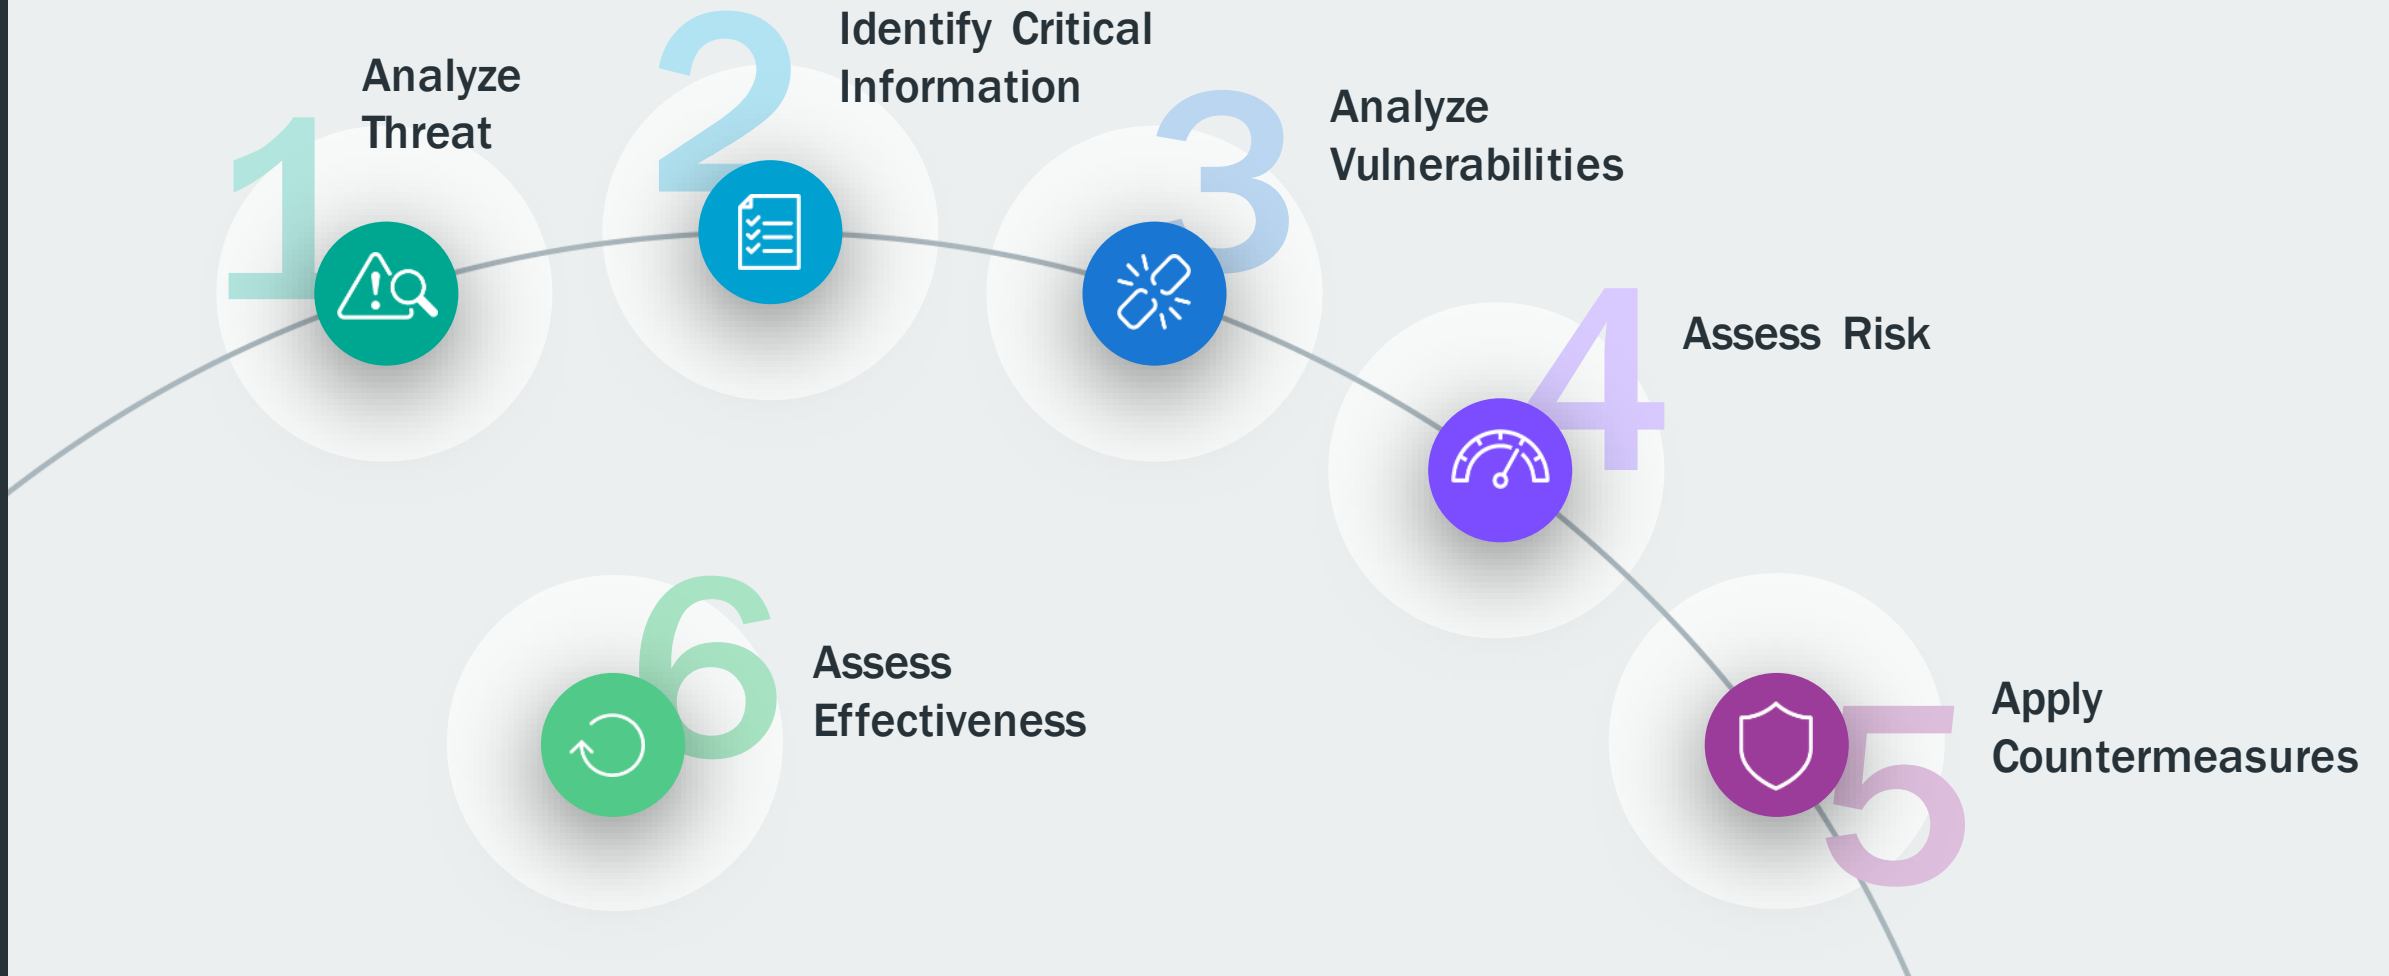 1
Analyze
Threat
2
Identify Critical
Information
3
Analyze
Vulnerabilities
4
Assess Risk
5
Apply
Countermeasures
6
Assess
Effectiveness